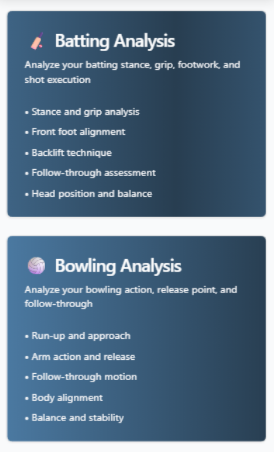 Batting Analysis
Analyze your batting stance, grip, footwork, and
shot execution
• Stance and grip analysis
• Front foot alignment
• Backlift technique
• Follow-through assessment
• Head position and balance
Bowling Analysis
Analyze your bowling action, release point, and
follow-through
• Run-up and approach
• Arm action and release
• Follow-through motion
• Body alignment
• Balance and stability